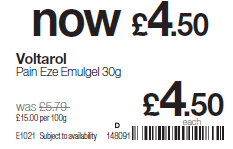 now £4.50
Voltarol
Pain Eze Emulgel 30g
was £5.79
£15.00 per 100g
£4.50
each
D
E1021 Subject to availability 148091